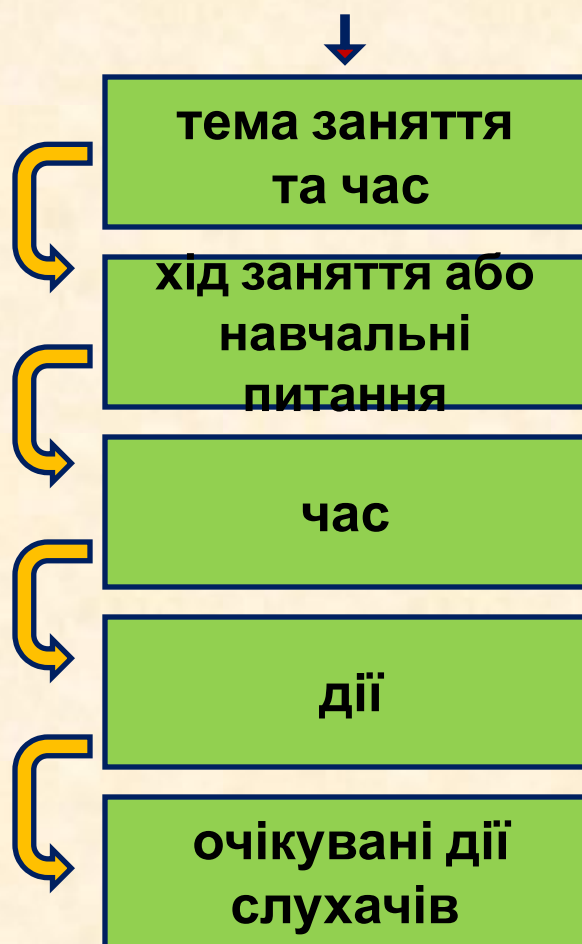 тема заняття
та час
хід заняття або
навчальні
питання
час
дії
очікувані дії
слухачів